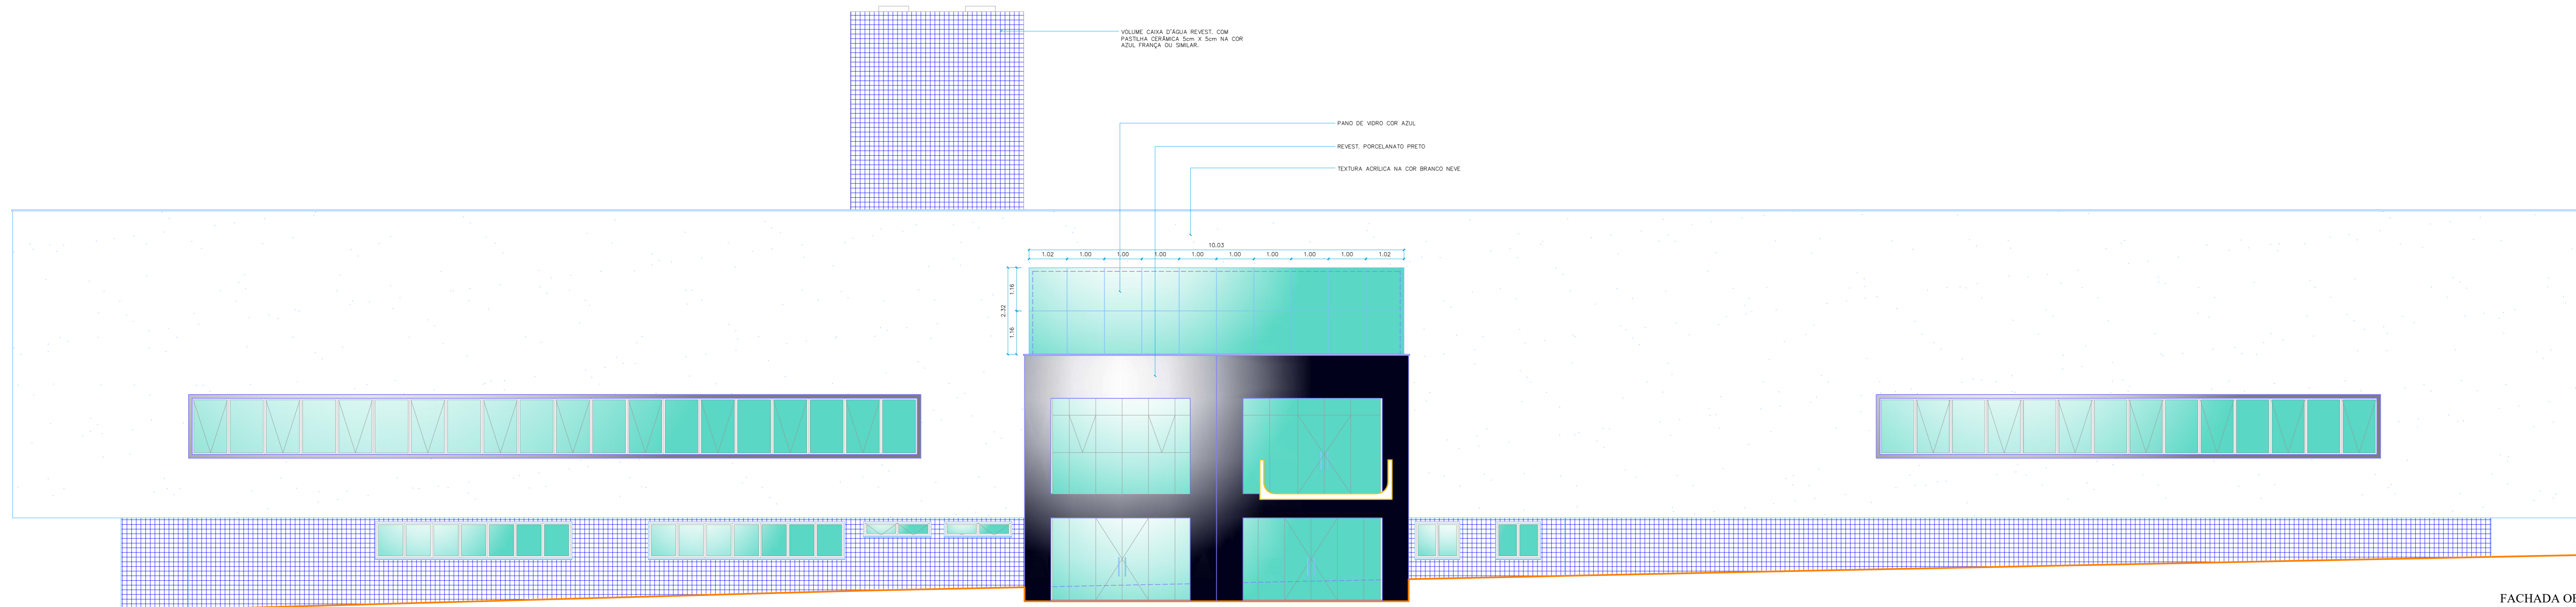 VOLUME CAIXA D'ÁGUA REVEST. COM
PASTILHA CERÂMICA 5cm X 5cm NA COR
AZUL FRANÇA OU SIMILAR.
PANO DE VIDRO COR AZUL
REVEST. PORCELANATO PRETO
TEXTURA ACRILICA NA COR BRANCO NEVE
10.03
1.02 1.00 1.00 1.00 1.00 1.00 1.00 1.00 1.00 1.02
1.16
2.32
1.16
FACHADA